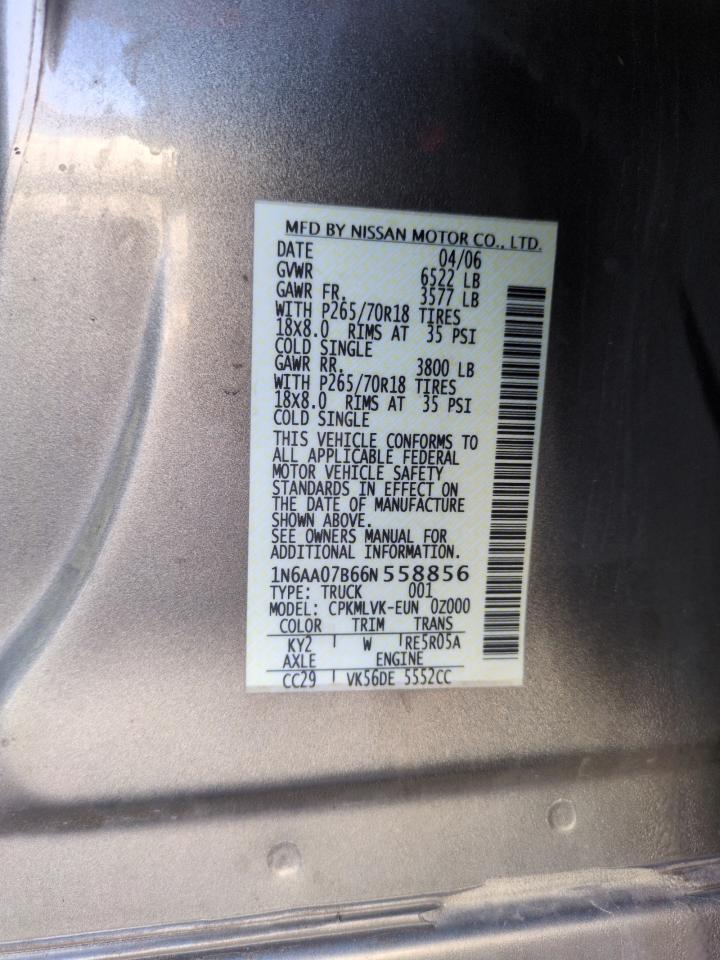 MFD BY NISSAN MOTOR CO., LTD.
DATE 04/06
GVWR 6522 LB
GAWR FR. 3577 LB
WITH P265/70R18 TIRES
18X8.0 RIMS AT 35 PSI
COLD SINGLE
GAWR RR. 3800 LB
WITH P265/70R18 TIRES
18X8.0 RIMS AT 35 PSI
COLD SINGLE
THIS VEHICLE CONFORMS TO
ALL APPLICABLE FEDERAL
MOTOR VEHICLE SAFETY
STANDARDS IN EFFECT ON
THE DATE OF MANUFACTURE
SHOWN ABOVE.
SEE OWNERS MANUAL FOR
ADDITIONAL INFORMATION.
1N6AA07B66N 558856
TYPE: TRUCK 001
MODEL: CPKMLVK-EUN 0Z000
COLOR TRIM TRANS
KY2 W RE5R05A
AXLE ENGINE
CC29 VK56DE 5552CC